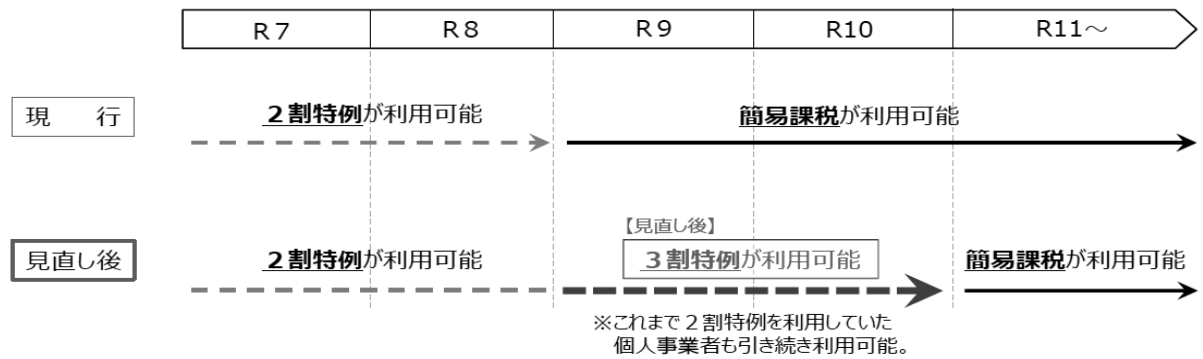 R７ R８ R９ R10 R11～
現　行 ２割特例が利用可能 簡易課税が利用可能
【見直し後】
見直し後 ２割特例が利用可能 ３割特例が利用可能 簡易課税が利用可能
※これまで２割特例を利用していた
個人事業者も引き続き利用可能。